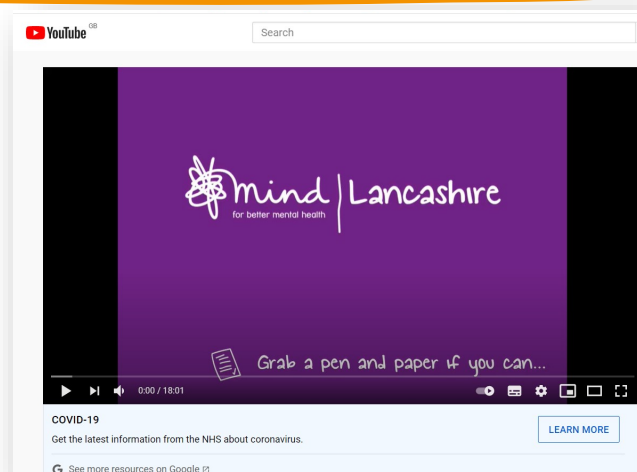 YouTube GB
Search
mind | Lancashire
for better mental health
Grab a pen and paper if you can...
0:00 / 18:01
COVID-19
LEARN MORE
Get the latest information from the NHS about coronavirus.
G See more resources on Google